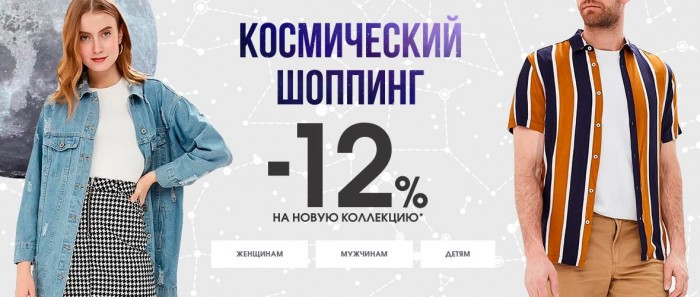 КОСМИЧЕСКИЙ
ШОППИНГ
-12%
НА НОВУЮ КОЛЛЕКЦИЮ*
ЖЕНЩИНАМ
МУЖЧИНАМ
ДЕТЯМ